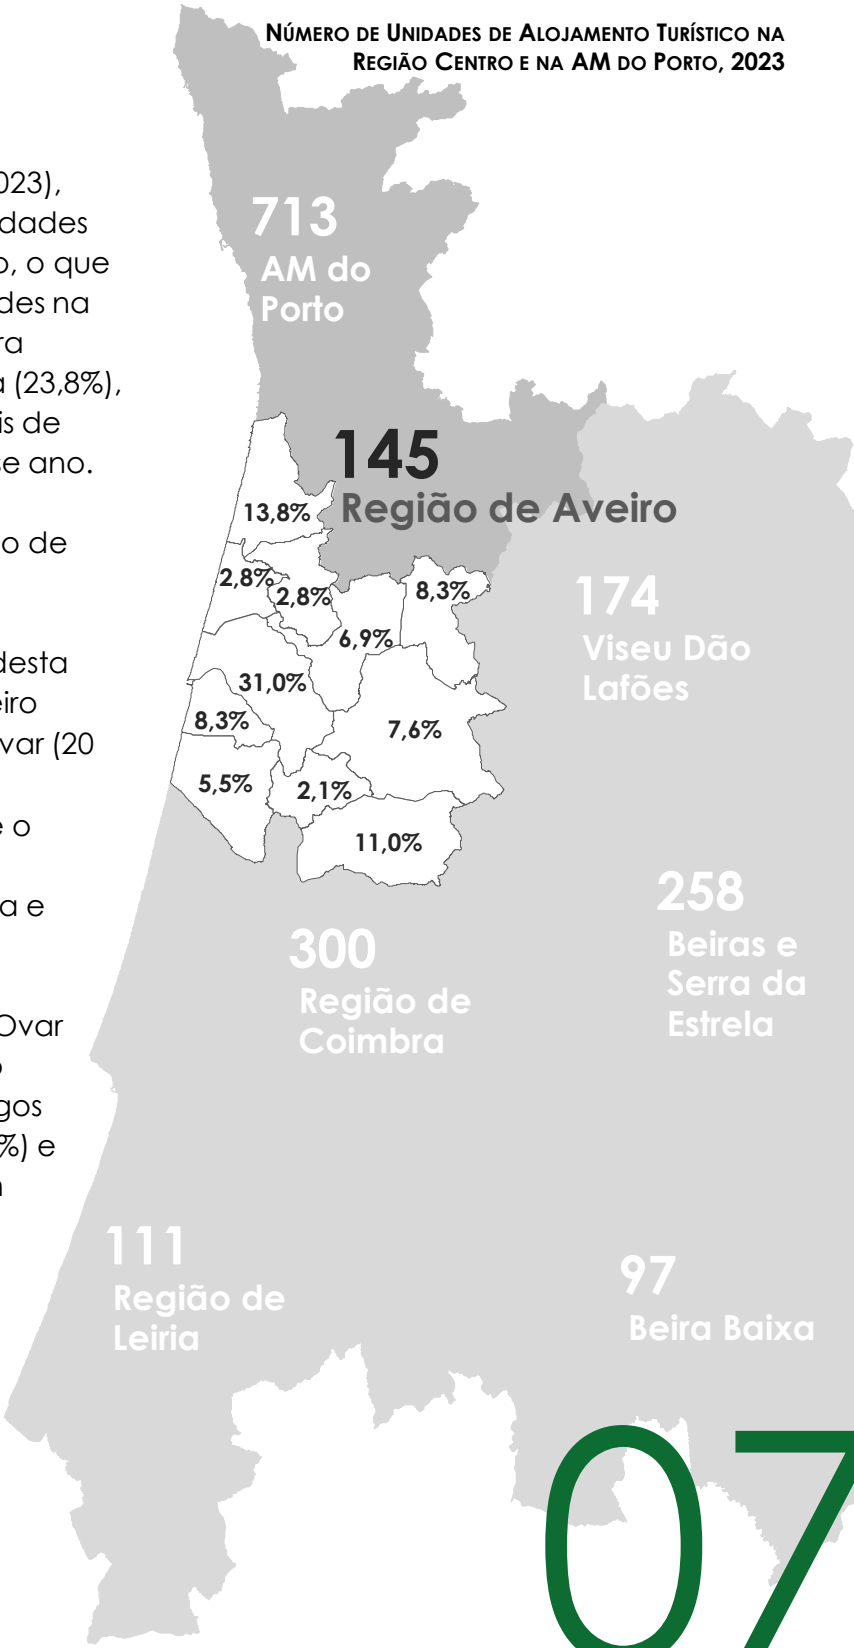 NÚMERO DE UNIDADES DE ALOJAMENTO TURÍSTICO NA
REGIÃO CENTRO E NA AM DO PORTO, 2023
023),
dades
o, o que
des na
ra
a (23,8%),
is de
se ano.
o de
desta
eiro
var (20
e o
a e
Ovar
o
gos
%) e
n
713
AM do
Porto
145
Região de Aveiro
13,8%
2,8%
2,8%
8,3%
6,9%
31,0%
8,3%
7,6%
5,5%
2,1%
11,0%
174
Viseu Dão
Lafões
258
Beiras e
Serra da
Estrela
300
Região de
Coimbra
111
Região de
Leiria
97
Beira Baixa
07